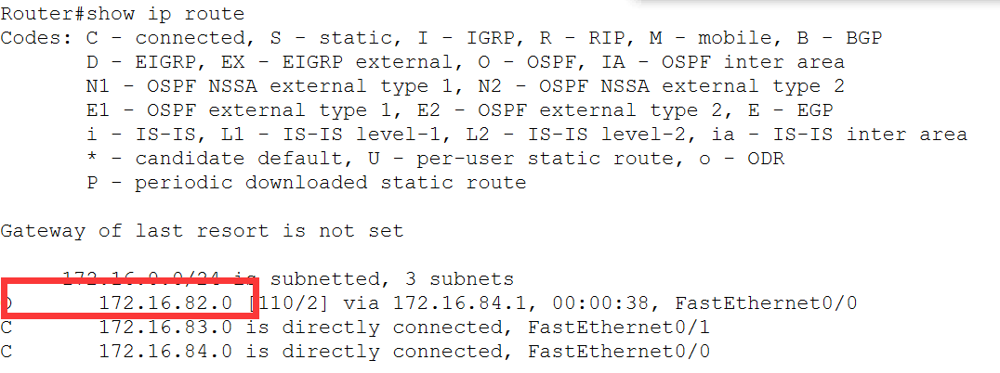 Router#show ip route
Codes: C - connected, S - static, I - IGRP, R - RIP, M - mobile, B - BGP
D - EIGRP, EX - EIGRP external, O - OSPF, IA - OSPF inter area
N1 - OSPF NSSA external type 1, N2 - OSPF NSSA external type 2
E1 - OSPF external type 1, E2 - OSPF external type 2, E - EGP
i - IS-IS, L1 - IS-IS level-1, L2 - IS-IS level-2, ia - IS-IS inter area
* - candidate default, U - per-user static route, o - ODR
P - periodic downloaded static route
Gateway of last resort is not set
172.16.0.0/24 is subnetted, 3 subnets
O 172.16.82.0 [110/2] via 172.16.84.1, 00:00:38, FastEthernet0/0
C 172.16.83.0 is directly connected, FastEthernet0/1
C 172.16.84.0 is directly connected, FastEthernet0/0